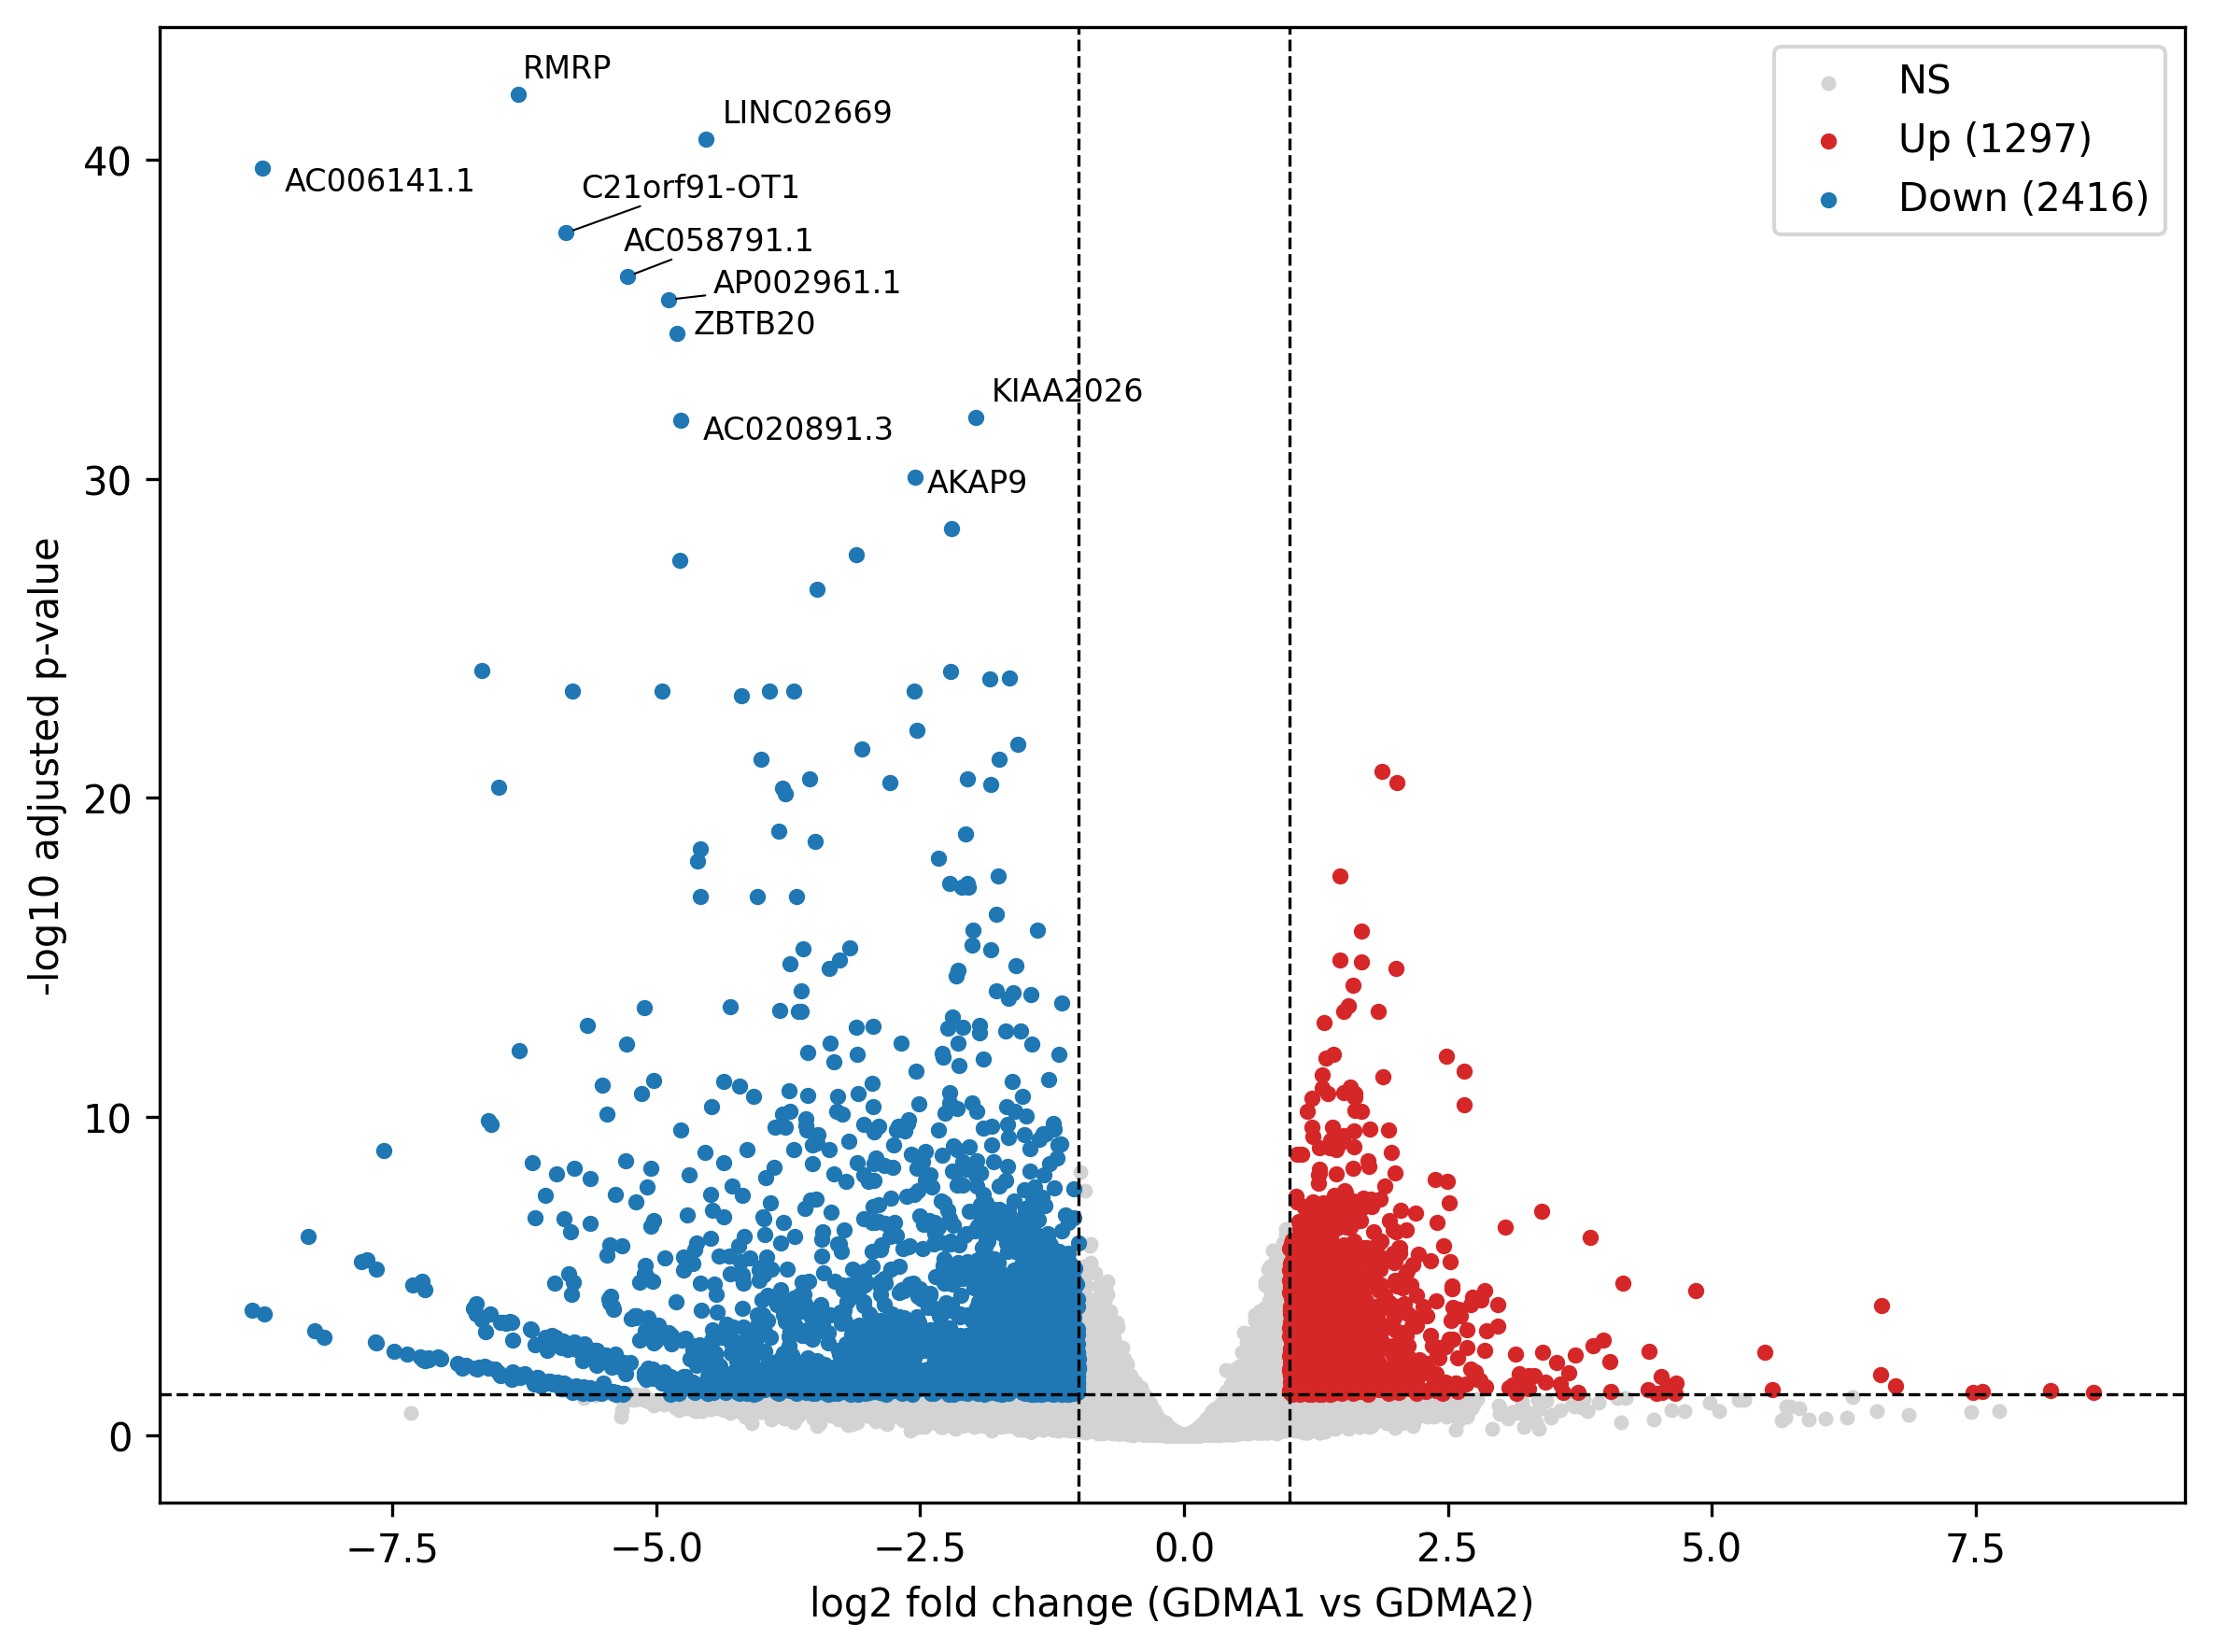 RMRP
LINC02669
AC006141.1
C21orf91-OT1
AC058791.1
AP002961.1
ZBTB20
KIAA2026
AC020891.3
AKAP9
NS
Up (1297)
Down (2416)
40
30
20
10
0
-log10 adjusted p-value
−7.5
−5.0
−2.5
0.0
2.5
5.0
7.5
log2 fold change (GDMA1 vs GDMA2)